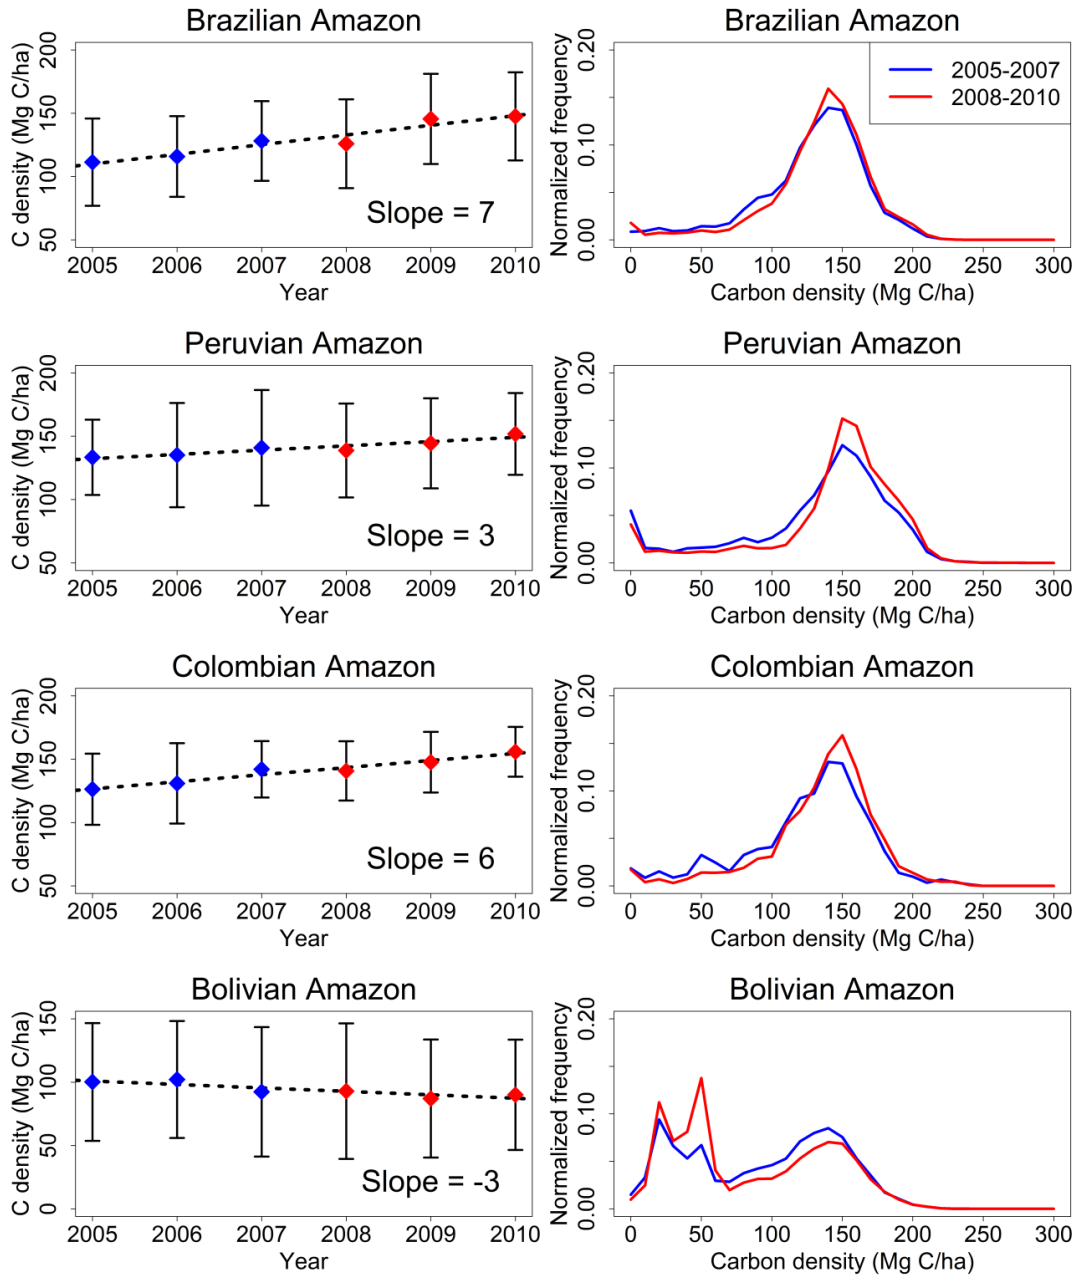 Brazilian Amazon
C density (Mg C/ha)
200
150
100
50
Slope = 7
2005 2006 2007 2008 2009 2010
Year
Brazilian Amazon
Normalized frequency
0.20
0.10
0.00
2005-2007
2008-2010
0 50 100 150 200 250 300
Carbon density (Mg C/ha)
Peruvian Amazon
C density (Mg C/ha)
200
150
100
50
Slope = 3
2005 2006 2007 2008 2009 2010
Year
Peruvian Amazon
Normalized frequency
0.20
0.10
0.00
0 50 100 150 200 250 300
Carbon density (Mg C/ha)
Colombian Amazon
C density (Mg C/ha)
200
150
100
50
Slope = 6
2005 2006 2007 2008 2009 2010
Year
Colombian Amazon
Normalized frequency
0.20
0.10
0.00
0 50 100 150 200 250 300
Carbon density (Mg C/ha)
Bolivian Amazon
C density (Mg C/ha)
150
100
50
0
Slope = -3
2005 2006 2007 2008 2009 2010
Year
Bolivian Amazon
Normalized frequency
0.20
0.10
0.00
0 50 100 150 200 250 300
Carbon density (Mg C/ha)